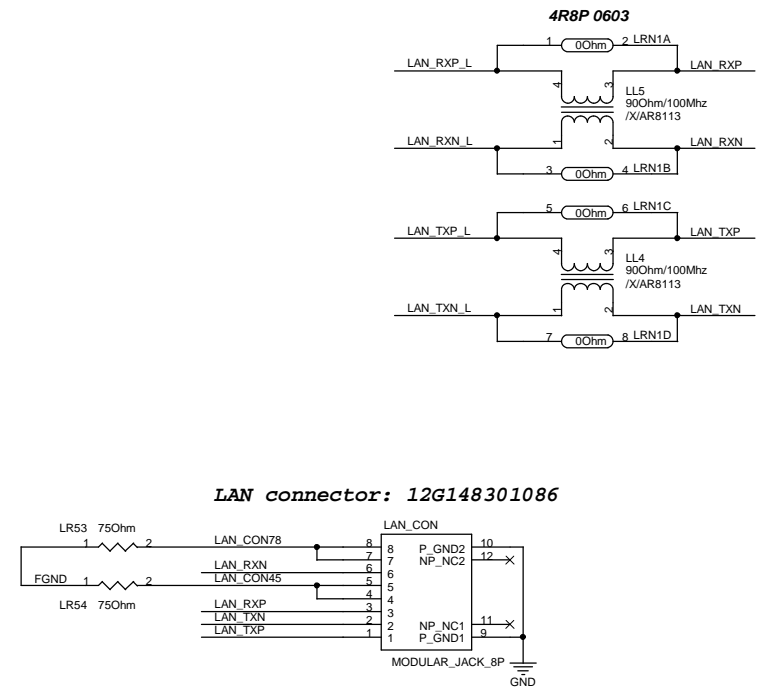 4R8P 0603
1 0Ohm 2 LRN1A
LAN_RXP_L LAN_RXP
4 3
LL5
90Ohm/100Mhz
/X/AR8113
1 2
LAN_RXN_L LAN_RXN
3 0Ohm 4 LRN1B
5 0Ohm 6 LRN1C
LAN_TXP_L LAN_TXP
4 3
LL4
90Ohm/100Mhz
/X/AR8113
1 2
LAN_TXN_L LAN_TXN
7 0Ohm 8 LRN1D
LAN connector: 12G148301086
LR53 75Ohm
LAN_CON
1 2 LAN_CON78 8 8 P_GND2 10
7 7 NP_NC2 12
LAN_RXN 6 6
FGND 1 2 LAN_CON45 5 5
4 4
LR54 75Ohm
LAN_RXP 3 3
LAN_TXN 2 2 NP_NC1 11
LAN_TXP 1 1 P_GND1 9
MODULAR_JACK_8P
GND